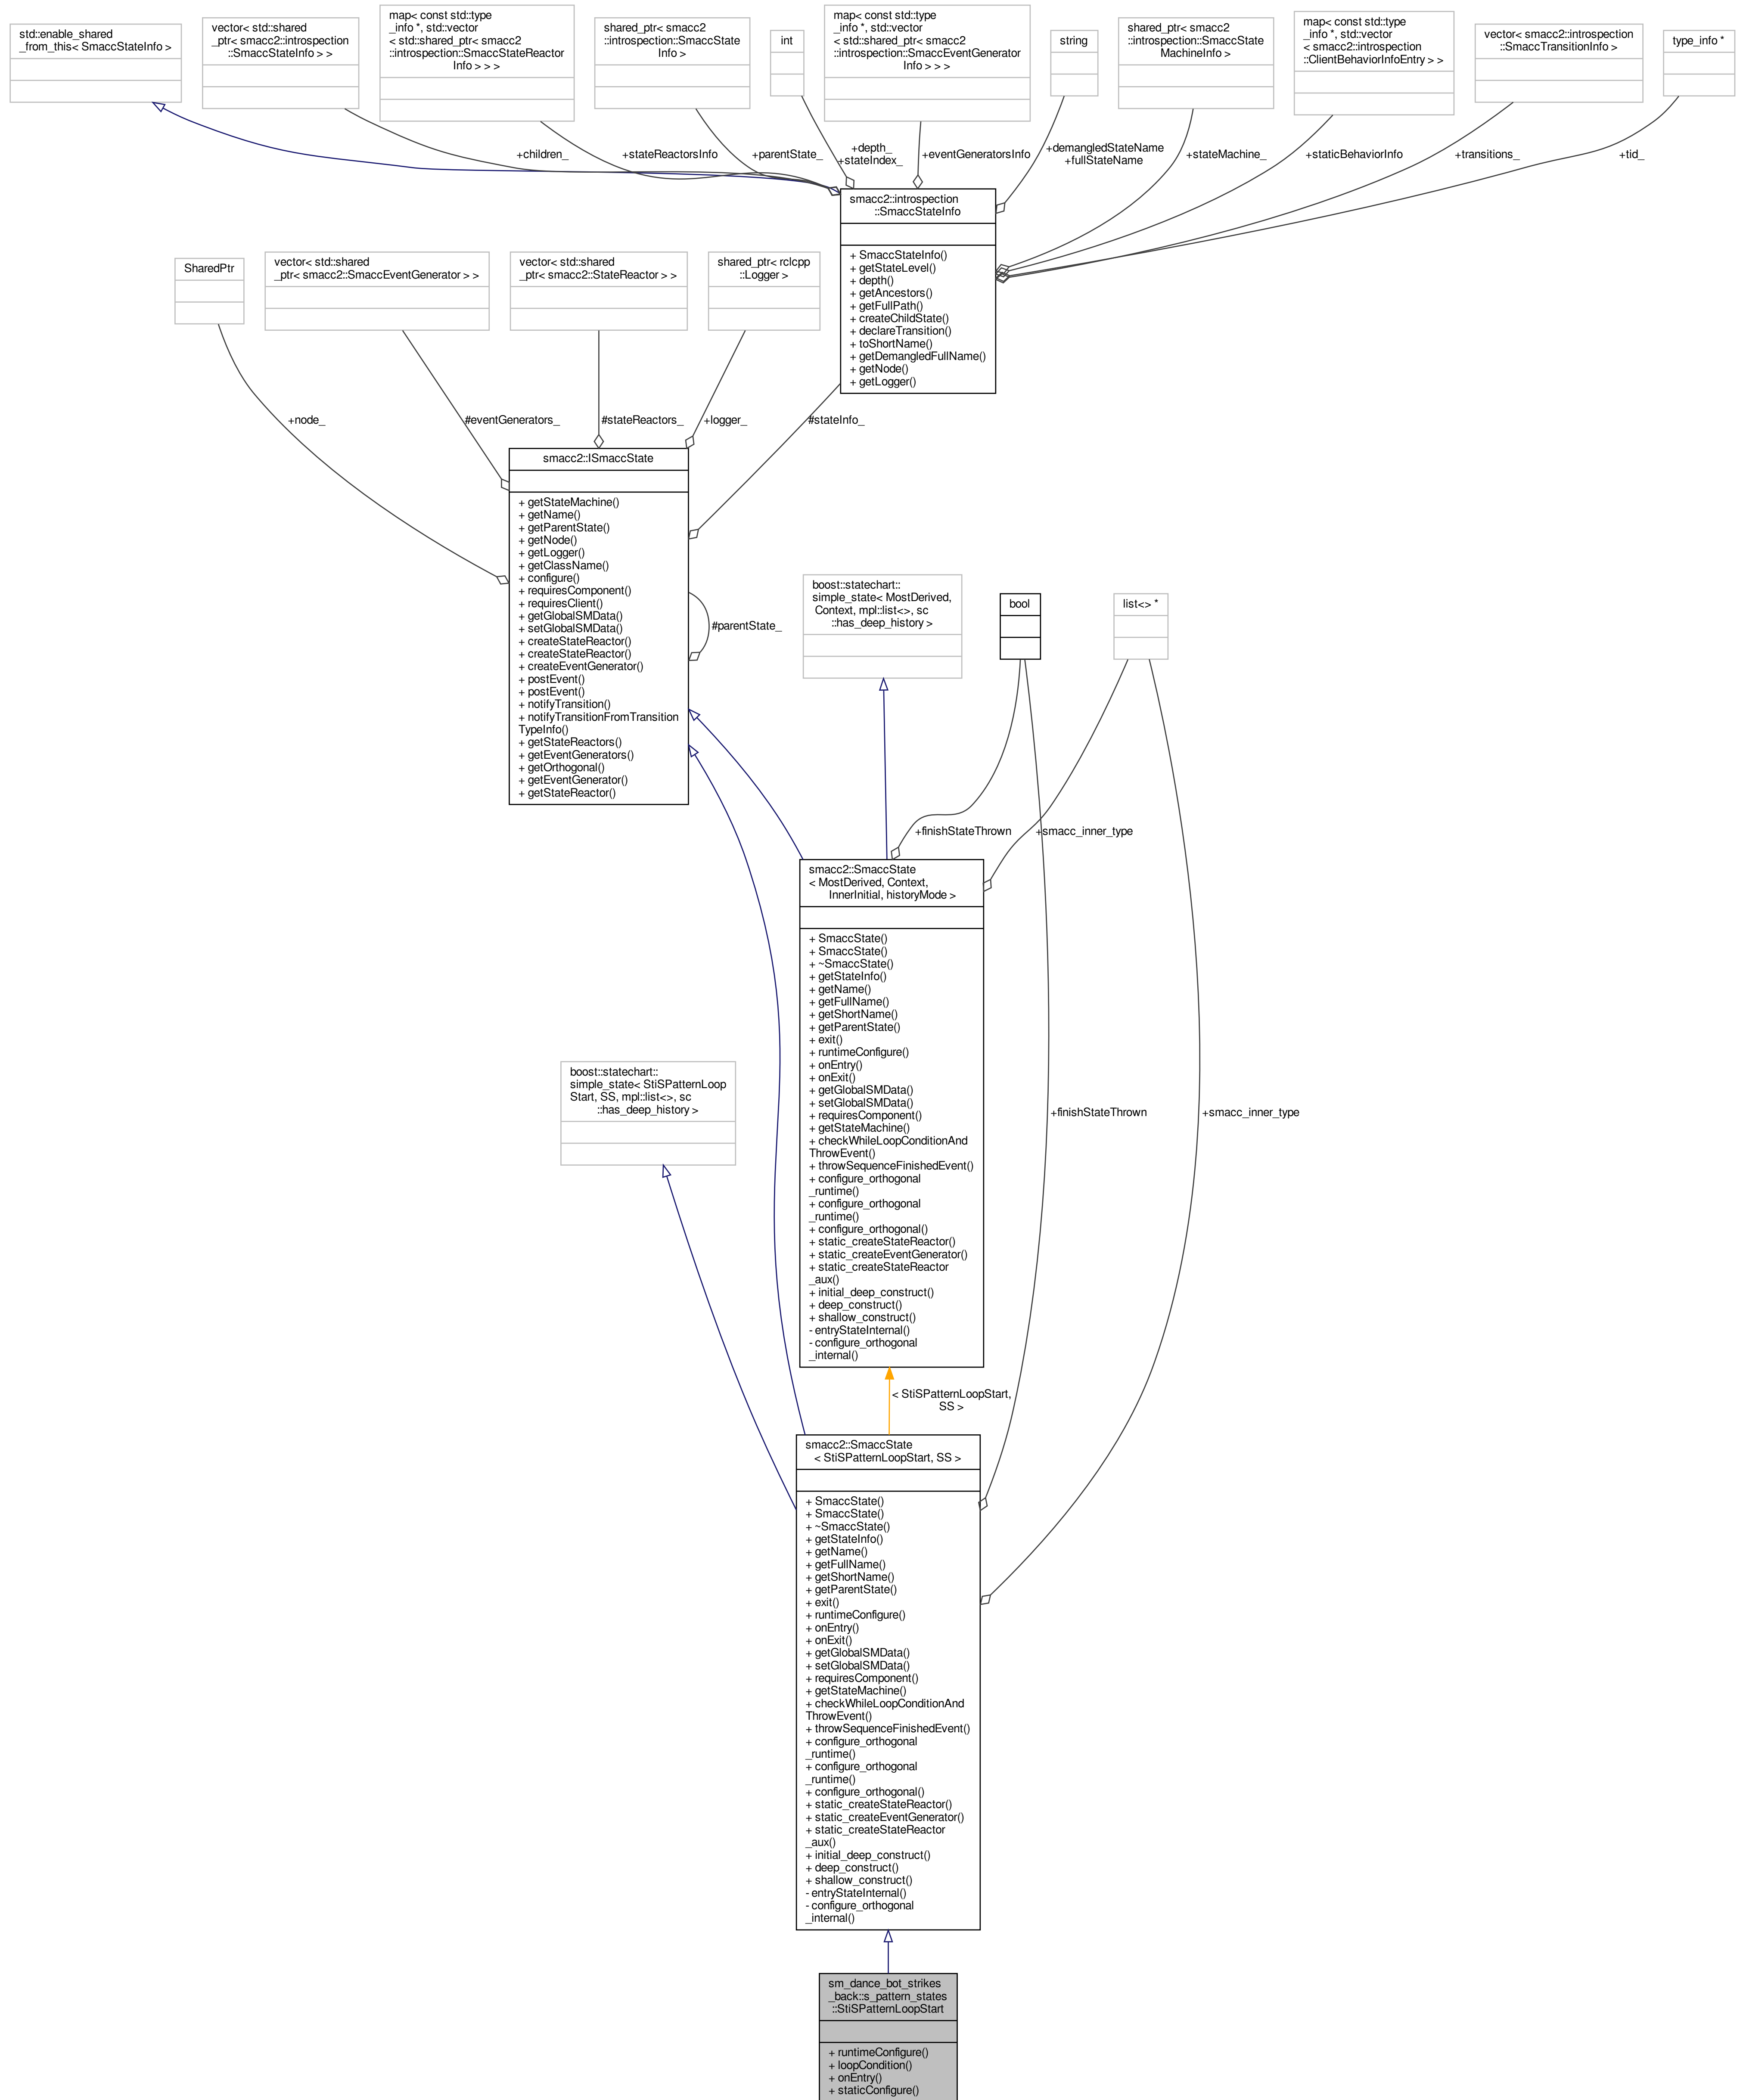 std::enable_shared
_from_this< SmaccStateInfo >
vector< std::shared
_ptr< smacc2::introspection
::SmaccStateInfo > >
map< const std::type
_info *, std::vector
< std::shared_ptr< smacc2
::introspection::SmaccStateReactor
Info > > >
shared_ptr< smacc2
::introspection::SmaccState
Info >
int
map< const std::type
_info *, std::vector
< std::shared_ptr< smacc2
::introspection::SmaccEventGenerator
Info > > >
string
shared_ptr< smacc2
::introspection::SmaccState
MachineInfo >
map< const std::type
_info *, std::vector
< smacc2::introspection
::ClientBehaviorInfoEntry > >
vector< smacc2::introspection
::SmaccTransitionInfo >
type_info *
+children_
+stateReactorsInfo
+parentState_
+depth_
+stateIndex_
+eventGeneratorsInfo
+demangledStateName
+fullStateName
+stateMachine_
+staticBehaviorInfo
+transitions_
+tid_
smacc2::introspection
::SmaccStateInfo
+ SmaccStateInfo()
+ getStateLevel()
+ depth()
+ getAncestors()
+ getFullPath()
+ createChildState()
+ declareTransition()
+ toShortName()
+ getDemangledFullName()
+ getNode()
+ getLogger()
SharedPtr
vector< std::shared
_ptr< smacc2::SmaccEventGenerator > >
vector< std::shared
_ptr< smacc2::StateReactor > >
shared_ptr< rclcpp
::Logger >
+node_
#eventGenerators_
#stateReactors_
+logger_
#stateInfo_
smacc2::ISmaccState
+ getStateMachine()
+ getName()
+ getParentState()
+ getNode()
+ getLogger()
+ getClassName()
+ configure()
+ requiresComponent()
+ requiresClient()
+ getGlobalSMData()
+ setGlobalSMData()
+ createStateReactor()
+ createStateReactor()
+ createEventGenerator()
+ postEvent()
+ postEvent()
+ notifyTransition()
+ notifyTransitionFromTransition
TypeInfo()
+ getStateReactors()
+ getEventGenerators()
+ getOrthogonal()
+ getEventGenerator()
+ getStateReactor()
#parentState_
boost::statechart::
simple_state< MostDerived,
Context, mpl::list<>, sc
::has_deep_history >
bool
list<> *
+finishStateThrown
+smacc_inner_type
smacc2::SmaccState
< MostDerived, Context,
InnerInitial, historyMode >
+ SmaccState()
+ SmaccState()
+ ~SmaccState()
+ getStateInfo()
+ getName()
+ getFullName()
+ getShortName()
+ getParentState()
+ exit()
+ runtimeConfigure()
+ onEntry()
+ onExit()
+ getGlobalSMData()
+ setGlobalSMData()
+ requiresComponent()
+ getStateMachine()
+ checkWhileLoopConditionAnd
ThrowEvent()
+ throwSequenceFinishedEvent()
+ configure_orthogonal
_runtime()
+ configure_orthogonal
_runtime()
+ configure_orthogonal()
+ static_createStateReactor()
+ static_createEventGenerator()
+ static_createStateReactor
_aux()
+ initial_deep_construct()
+ deep_construct()
+ shallow_construct()
- entryStateInternal()
- configure_orthogonal
_internal()
boost::statechart::
simple_state< StiSPatternLoop
Start, SS, mpl::list<>, sc
::has_deep_history >
+finishStateThrown
+smacc_inner_type
< StiSPatternLoopStart,
SS >
smacc2::SmaccState
< StiSPatternLoopStart, SS >
+ SmaccState()
+ SmaccState()
+ ~SmaccState()
+ getStateInfo()
+ getName()
+ getFullName()
+ getShortName()
+ getParentState()
+ exit()
+ runtimeConfigure()
+ onEntry()
+ onExit()
+ getGlobalSMData()
+ setGlobalSMData()
+ requiresComponent()
+ getStateMachine()
+ checkWhileLoopConditionAnd
ThrowEvent()
+ throwSequenceFinishedEvent()
+ configure_orthogonal
_runtime()
+ configure_orthogonal
_runtime()
+ configure_orthogonal()
+ static_createStateReactor()
+ static_createEventGenerator()
+ static_createStateReactor
_aux()
+ initial_deep_construct()
+ deep_construct()
+ shallow_construct()
- entryStateInternal()
- configure_orthogonal
_internal()
sm_dance_bot_strikes
_back::s_pattern_states
::StiSPatternLoopStart
+ runtimeConfigure()
+ loopCondition()
+ onEntry()
+ staticConfigure()